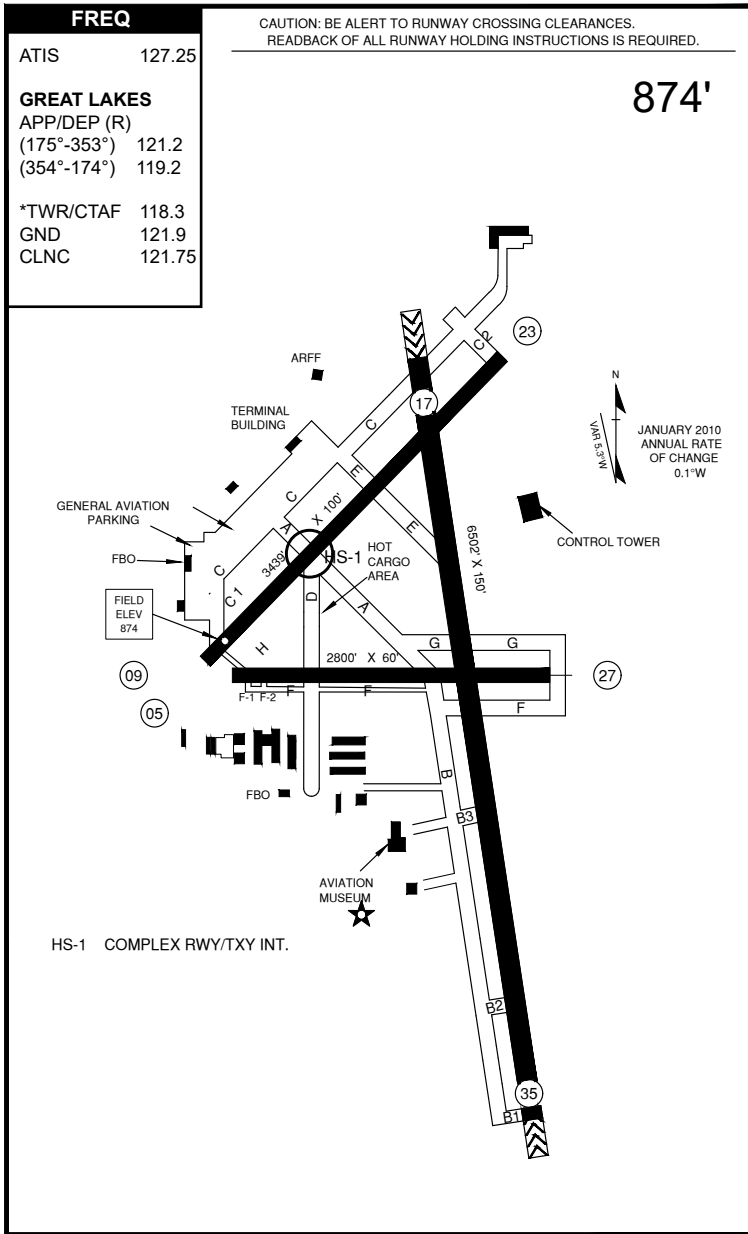 FREQ
ATIS 127.25
GREAT LAKES
APP/DEP (R)
(175°-353°) 121.2
(354°-174°) 119.2
*TWR/CTAF 118.3
GND 121.9
CLNC 121.75
CAUTION: BE ALERT TO RUNWAY CROSSING CLEARANCES.
READBACK OF ALL RUNWAY HOLDING INSTRUCTIONS IS REQUIRED.
874'
23
C2
ARFF
17
N
VAR 5.3°W
JANUARY 2010
ANNUAL RATE
OF CHANGE
0.1°W
TERMINAL
BUILDING
C
E
C
GENERAL AVIATION
PARKING
A
3439' X 100'
E
6502' X 150'
CONTROL TOWER
FBO
HS-1
HOT
CARGO
AREA
C
C1
D
A
FIELD
ELEV
874
H
G
G
09
2800' X 60'
27
F-1
F-2
F
F
F
05
B
FBO
B3
AVIATION
MUSEUM
HS-1 COMPLEX RWY/TXY INT.
B2
35
B1